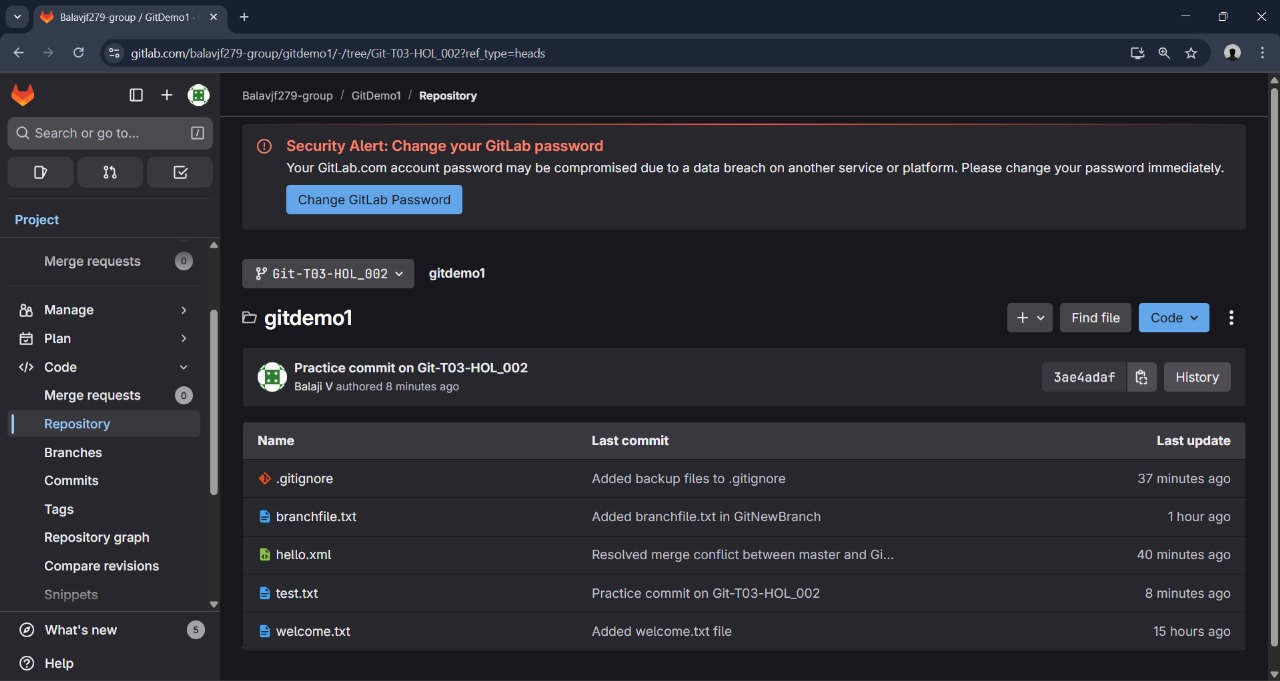 Balavjf279-group / GitDemo1 ·
gitlab.com/balavjf279-group/gitdemo1/-/tree/Git-T03-HOL_002?ref_type=heads
Search or go to...
/
Project
Merge requests 0
Manage
Plan
Code
Merge requests 0
Repository
Branches
Commits
Tags
Repository graph
Compare revisions
Snippets
What's new 5
Help
Balavjf279-group / GitDemo1 / Repository
Security Alert: Change your GitLab password
Your GitLab.com account password may be compromised due to a data breach on another service or platform. Please change your password immediately.
Change GitLab Password
Git-T03-HOL_002 gitdemo1
gitdemo1
Find file
Code
Practice commit on Git-T03-HOL_002
Balaji V authored 8 minutes ago
3ae4adaf
History
Name Last commit Last update
.gitignore Added backup files to .gitignore 37 minutes ago
branchfile.txt Added branchfile.txt in GitNewBranch 1 hour ago
hello.xml Resolved merge conflict between master and Gi... 40 minutes ago
test.txt Practice commit on Git-T03-HOL_002 8 minutes ago
welcome.txt Added welcome.txt file 15 hours ago